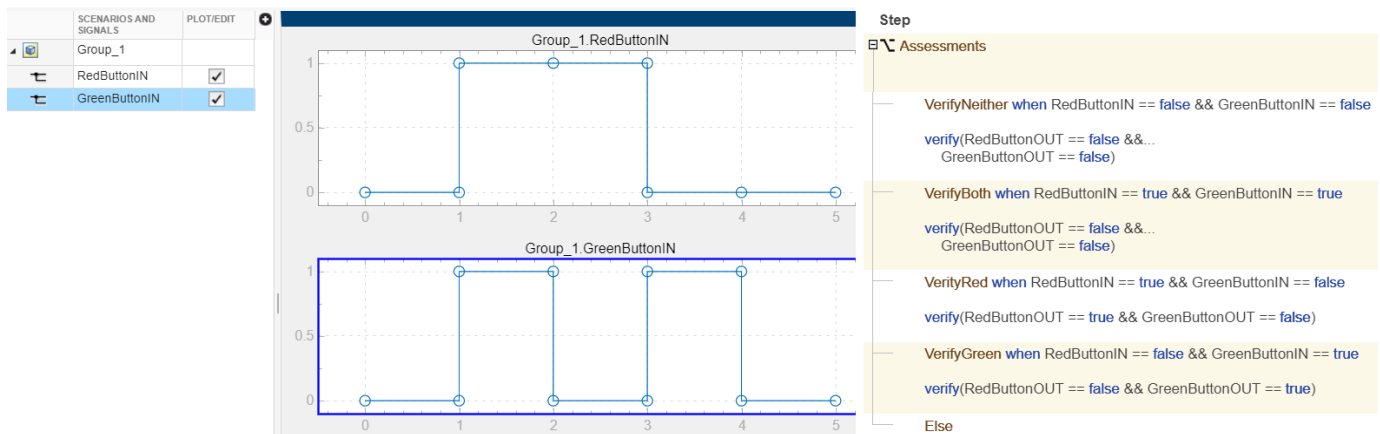 SCENARIOS AND
SIGNALS
PLOT/EDIT
Group_1
RedButtonIN
GreenButtonIN
Group_1.RedButtonIN
1
0.5
0
0 1 2 3 4 5
Group_1.GreenButtonIN
1
0.5
0
0 1 2 3 4 5
Step
Assessments
VerifyNeither when RedButtonIN == false && GreenButtonIN == false
verify(RedButtonOUT == false &&...
GreenButtonOUT == false)
VerifyBoth when RedButtonIN == true && GreenButtonIN == true
verify(RedButtonOUT == false &&...
GreenButtonOUT == false)
VerifyRed when RedButtonIN == true && GreenButtonIN == false
verify(RedButtonOUT == true && GreenButtonOUT == false)
VerifyGreen when RedButtonIN == false && GreenButtonIN == true
verify(RedButtonOUT == false && GreenButtonOUT == true)
Else